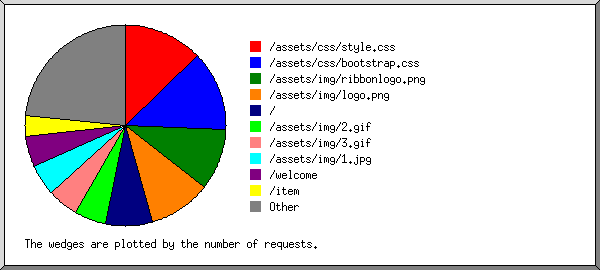 /assets/css/style.css
/assets/css/bootstrap.css
/assets/img/ribbonlogo.png
/assets/img/logo.png
/
/assets/img/2.gif
/assets/img/3.gif
/assets/img/1.jpg
/welcome
/item
Other
The wedges are plotted by the number of requests.